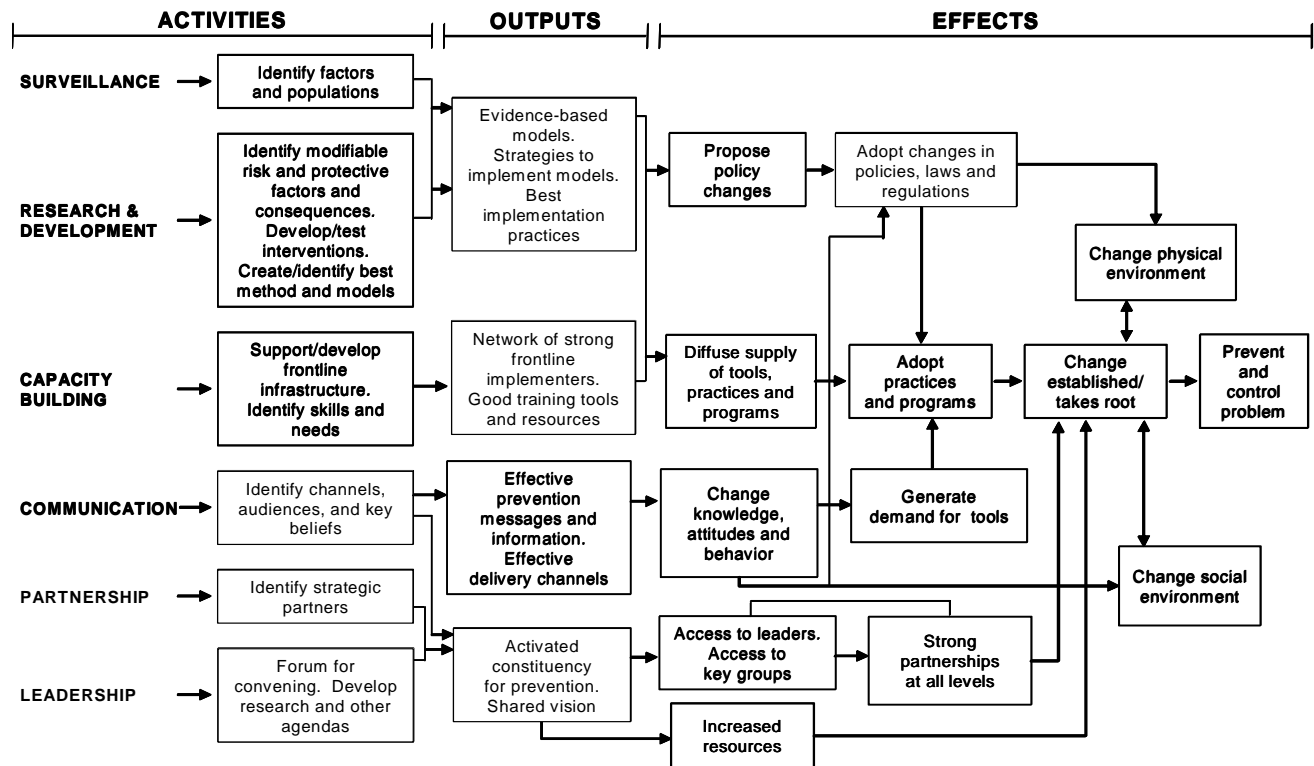 ACTIVITIES
OUTPUTS
EFFECTS
SURVEILLANCE
Identify factors
and populations
RESEARCH &
DEVELOPMENT
Identify modifiable
risk and protective
factors and
consequences.
Develop/test
interventions.
Create/identify best
method and models
Evidence-based
models.
Strategies to
implement models.
Best
implementation
practices
Propose
policy
changes
Adopt changes in
policies, laws and
regulations
Change physical
environment
CAPACITY
BUILDING
Support/develop
frontline
infrastructure.
Identify skills and
needs
Network of strong
frontline
implementers.
Good training tools
and resources
Diffuse supply
of tools,
practices and
programs
Adopt
practices
and programs
Change
established/
takes root
Prevent
and
control
problem
COMMUNICATION
Identify channels,
audiences, and key
beliefs
Effective
prevention
messages and
information.
Effective
delivery channels
Change
knowledge,
attitudes and
behavior
Generate
demand for tools
Change social
environment
PARTNERSHIP
Identify strategic
partners
LEADERSHIP
Forum for
convening. Develop
research and other
agendas
Activated
constituency
for prevention.
Shared vision
Access to leaders.
Access to
key groups
Strong
partnerships
at all levels
Increased
resources